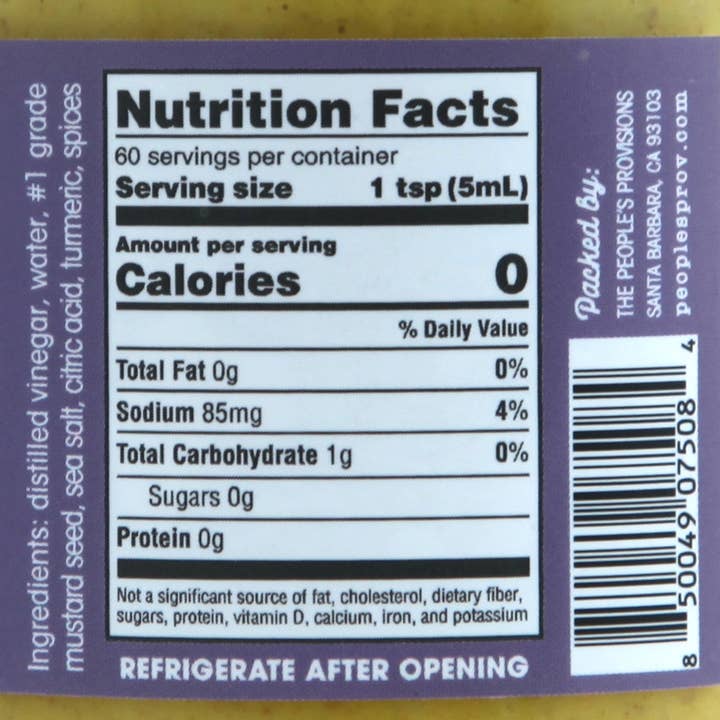 Ingredients: distilled vinegar, water, #1 grade
mustard seed, sea salt, citric acid, turmeric, spices
Nutrition Facts
60 servings per container
Serving size 1 tsp (5mL)
Amount per serving
Calories 0
% Daily Value
Total Fat 0g 0%
Sodium 85mg 4%
Total Carbohydrate 1g 0%
Sugars 0g
Protein 0g
Not a significant source of fat, cholesterol, dietary fiber,
sugars, protein, vitamin D, calcium, iron, and potassium
REFRIGERATE AFTER OPENING
Packed by:
THE PEOPLE'S PROVISIONS
SANTA BARBARA, CA 93103
peoplesprov.com
8 50049 07508 4